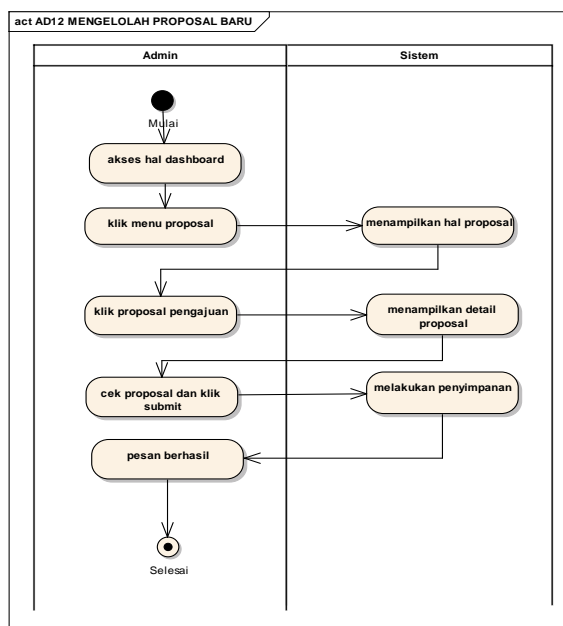 act AD12 MENGELOLAH PROPOSAL BARU
Admin
Sistem
Mulai
akses hal dashboard
klik menu proposal
menampilkan hal proposal
klik proposal pengajuan
menampilkan detail
proposal
cek proposal dan klik
submit
melakukan penyimpanan
pesan berhasil
Selesai